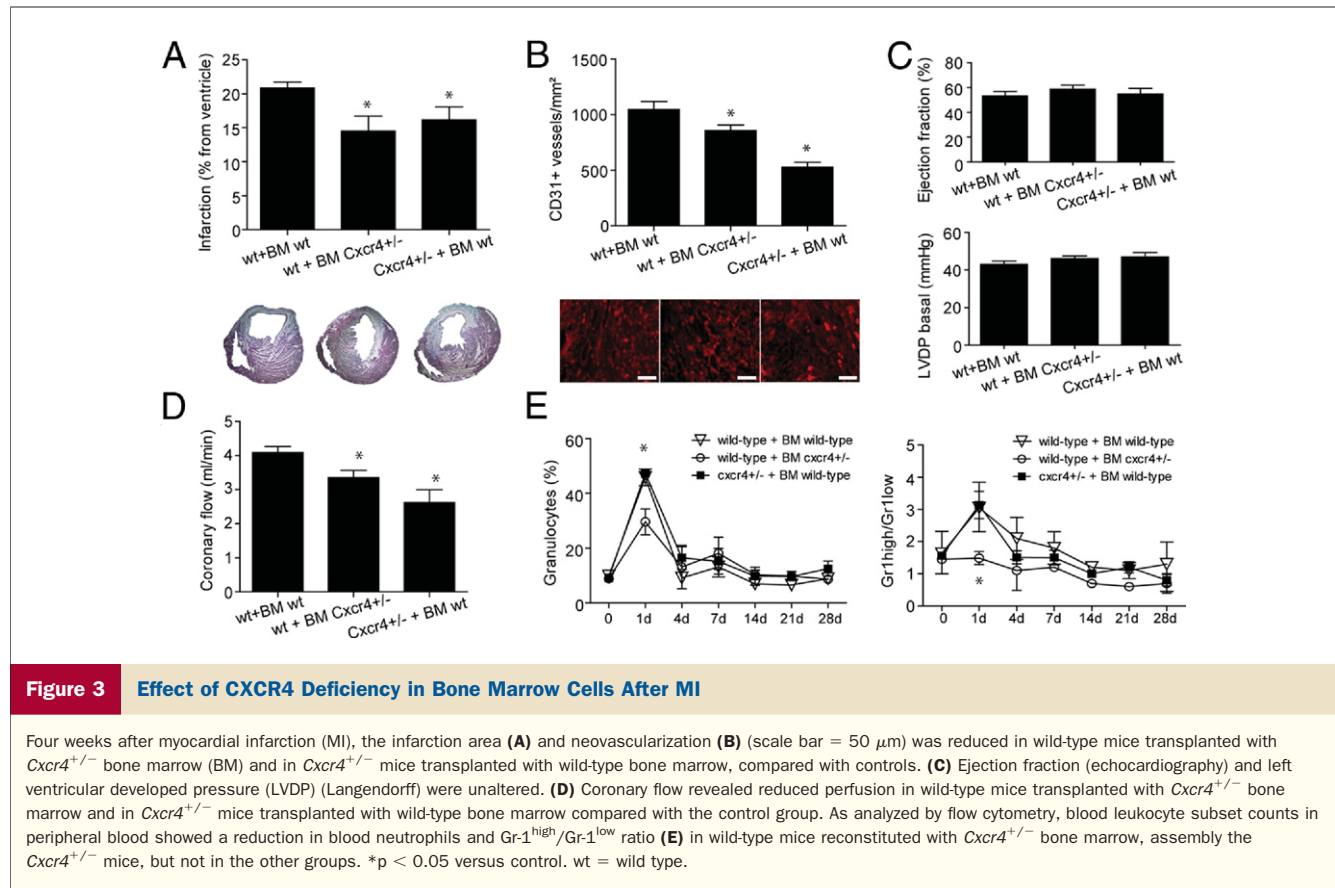 A
Infarction (% from ventricle)
25
20
15
10
5
0
*
*
wt+BM wt
wt + BM Cxcr4+/-
Cxcr4+/- + BM wt
B
CD31+ vessels/mm²
1500
1000
500
0
*
*
wt+BM wt
wt + BM Cxcr4+/-
Cxcr4+/- + BM wt
C
Ejection fraction (%)
80
60
40
20
0
wt+BM wt
wt + BM Cxcr4+/-
Cxcr4+/- + BM wt
LVDP basal (mmHg)
60
40
20
0
wt+BM wt
wt + BM Cxcr4+/-
Cxcr4+/- + BM wt
D
Coronary flow (ml/min)
5
4
3
2
1
0
*
*
wt+BM wt
wt + BM Cxcr4+/-
Cxcr4+/- + BM wt
E
Granulocytes (%)
60
40
20
0
*
wild-type + BM wild-type
wild-type + BM cxcr4+/-
cxcr4+/- + BM wild-type
0 1d 4d 7d 14d 21d 28d
Gr1high/Gr1low
5
4
3
2
1
0
*
wild-type + BM wild-type
wild-type + BM cxcr4+/-
cxcr4+/- + BM wild-type
0 1d 4d 7d 14d 21d 28d
Figure 3 Effect of CXCR4 Deficiency in Bone Marrow Cells After MI
Four weeks after myocardial infarction (MI), the infarction area (A) and neovascularization (B) (scale bar = 50 μm) was reduced in wild-type mice transplanted with
Cxcr4+/− bone marrow (BM) and in Cxcr4+/− mice transplanted with wild-type bone marrow, compared with controls. (C) Ejection fraction (echocardiography) and left
ventricular developed pressure (LVDP) (Langendorff) were unaltered. (D) Coronary flow revealed reduced perfusion in wild-type mice transplanted with Cxcr4+/− bone
marrow and in Cxcr4+/− mice transplanted with wild-type bone marrow compared with the control group. As analyzed by flow cytometry, blood leukocyte subset counts in
peripheral blood showed a reduction in blood neutrophils and Gr-1high/Gr-1low ratio (E) in wild-type mice reconstituted with Cxcr4+/− bone marrow, assembly the
Cxcr4+/− mice, but not in the other groups. *p < 0.05 versus control. wt = wild type.